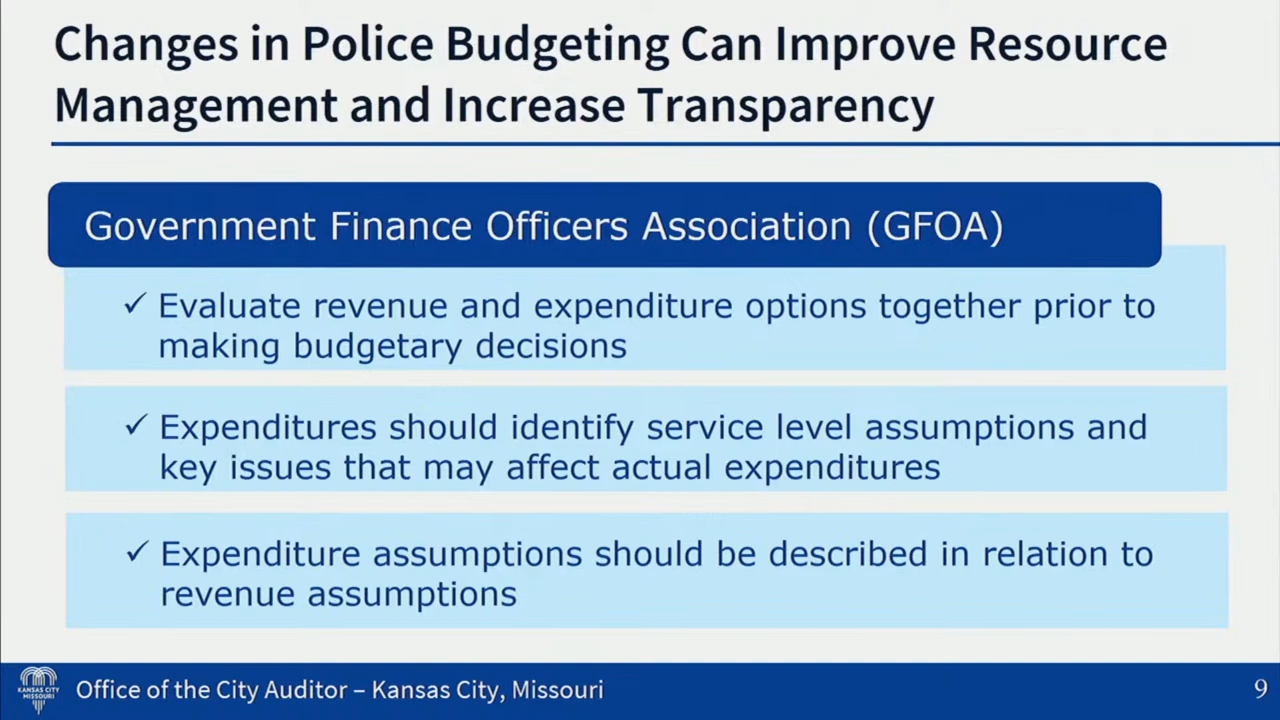 Changes in Police Budgeting Can Improve Resource
Management and Increase Transparency
Government Finance Officers Association (GFOA)
✓ Evaluate revenue and expenditure options together prior to
making budgetary decisions
✓ Expenditures should identify service level assumptions and
key issues that may affect actual expenditures
✓ Expenditure assumptions should be described in relation to
revenue assumptions
KANSAS CITY
MISSOURI
Office of the City Auditor – Kansas City, Missouri
9